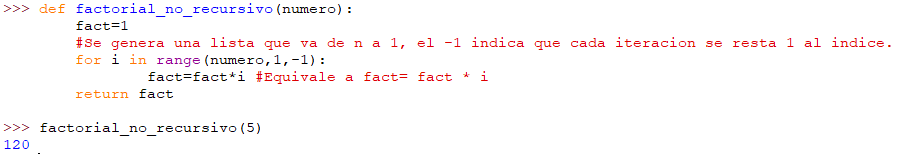 >>> def factorial_no_recursivo(numero):
        fact=1
        #Se genera una lista que va de n a 1, el -1 indica que cada iteracion se resta 1 al indice.
        for i in range(numero,1,-1):
                fact=fact*i #Equivale a fact= fact * i
        return fact
>>> factorial_no_recursivo(5)
120